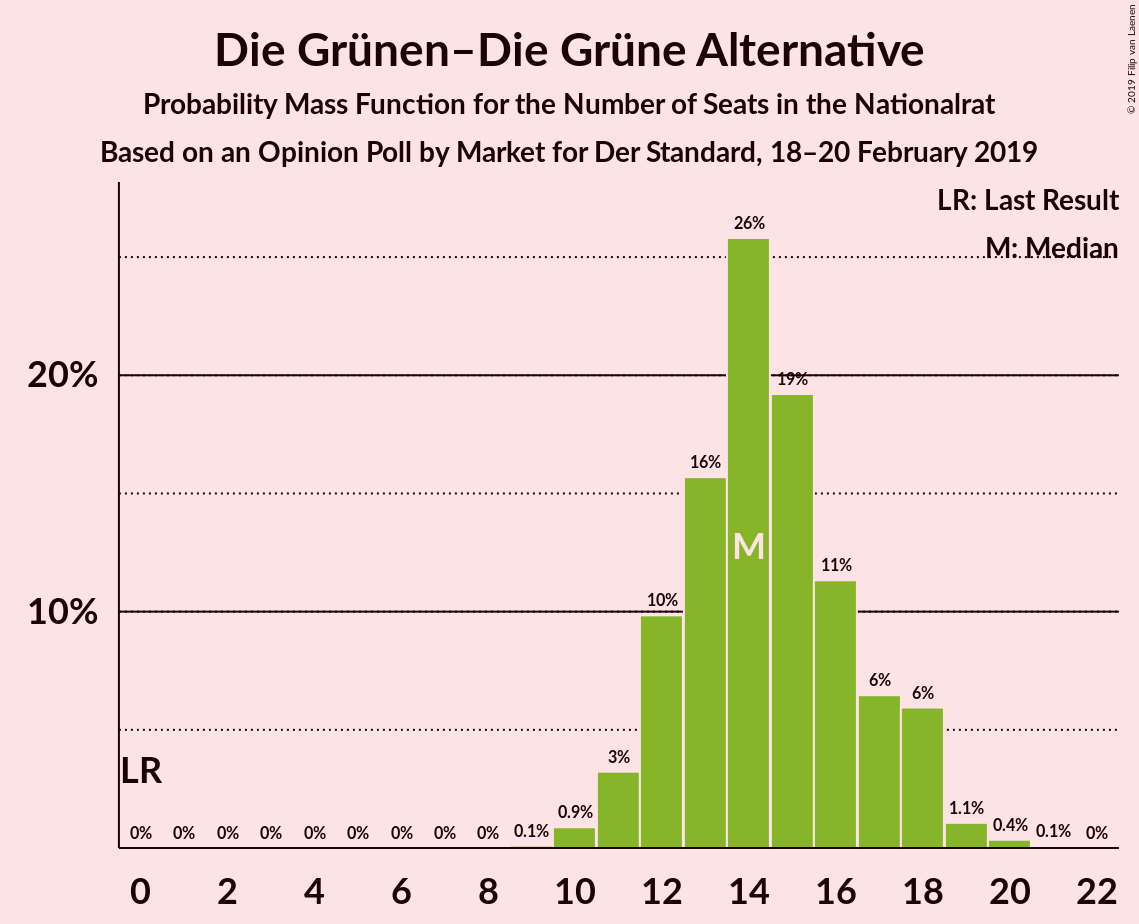 Die Grünen–Die Grüne Alternative
Probability Mass Function for the Number of Seats in the Nationalrat
Based on an Opinion Poll by Market for Der Standard, 18–20 February 2019
© 2019 Filip van Laenen
LR: Last Result
M: Median
20%
10%
26%
19%
16%
M
11%
10%
6%
6%
3%
LR
0%
0%
0%
0%
0%
0%
0%
0%
0%
0.1%
0.9%
1.1%
0.4%
0.1%
0%
0 2 4 6 8 10 12 14 16 18 20 22